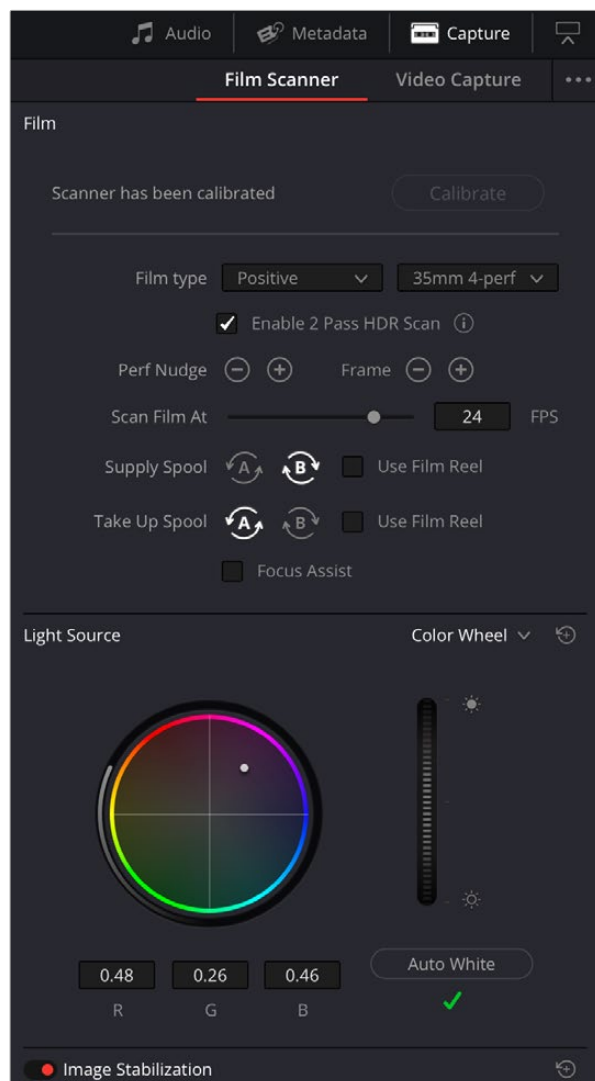 Audio Metadata Capture
Film Scanner Video Capture
Film
Scanner has been calibrated Calibrate
Film type Positive 35mm 4-perf
Enable 2 Pass HDR Scan
Perf Nudge Frame
Scan Film At 24 FPS
Supply Spool A B Use Film Reel
Take Up Spool A B Use Film Reel
Focus Assist
Light Source Color Wheel
0.48 0.26 0.46 Auto White
R G B
Image Stabilization